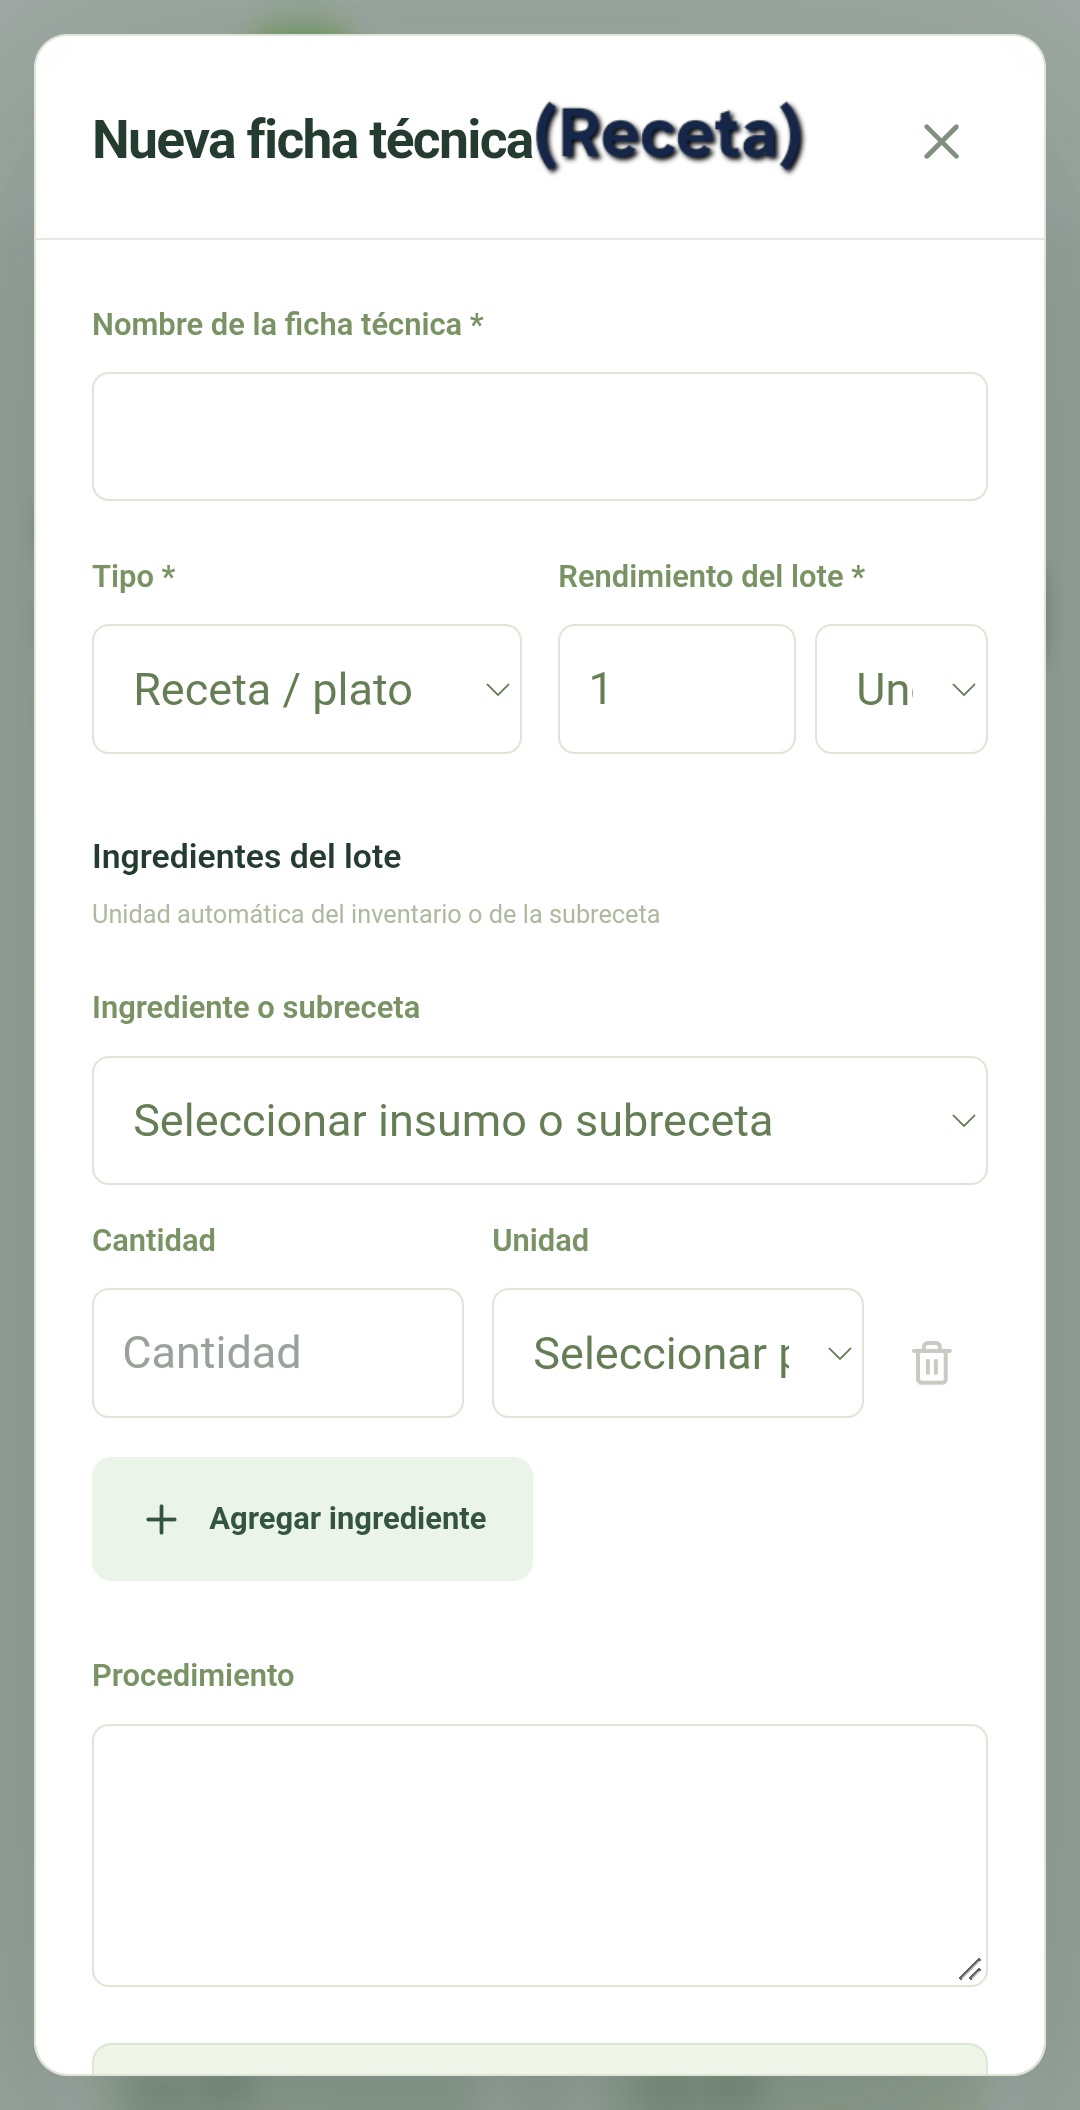 Nueva ficha técnica(Receta)
Nombre de la ficha técnica *
Tipo * Rendimiento del lote *
Receta / plato 1 Un
Ingredientes del lote
Unidad automática del inventario o de la subreceta
Ingrediente o subreceta
Seleccionar insumo o subreceta
Cantidad Unidad
Cantidad Seleccionar
Agregar ingrediente
Procedimiento